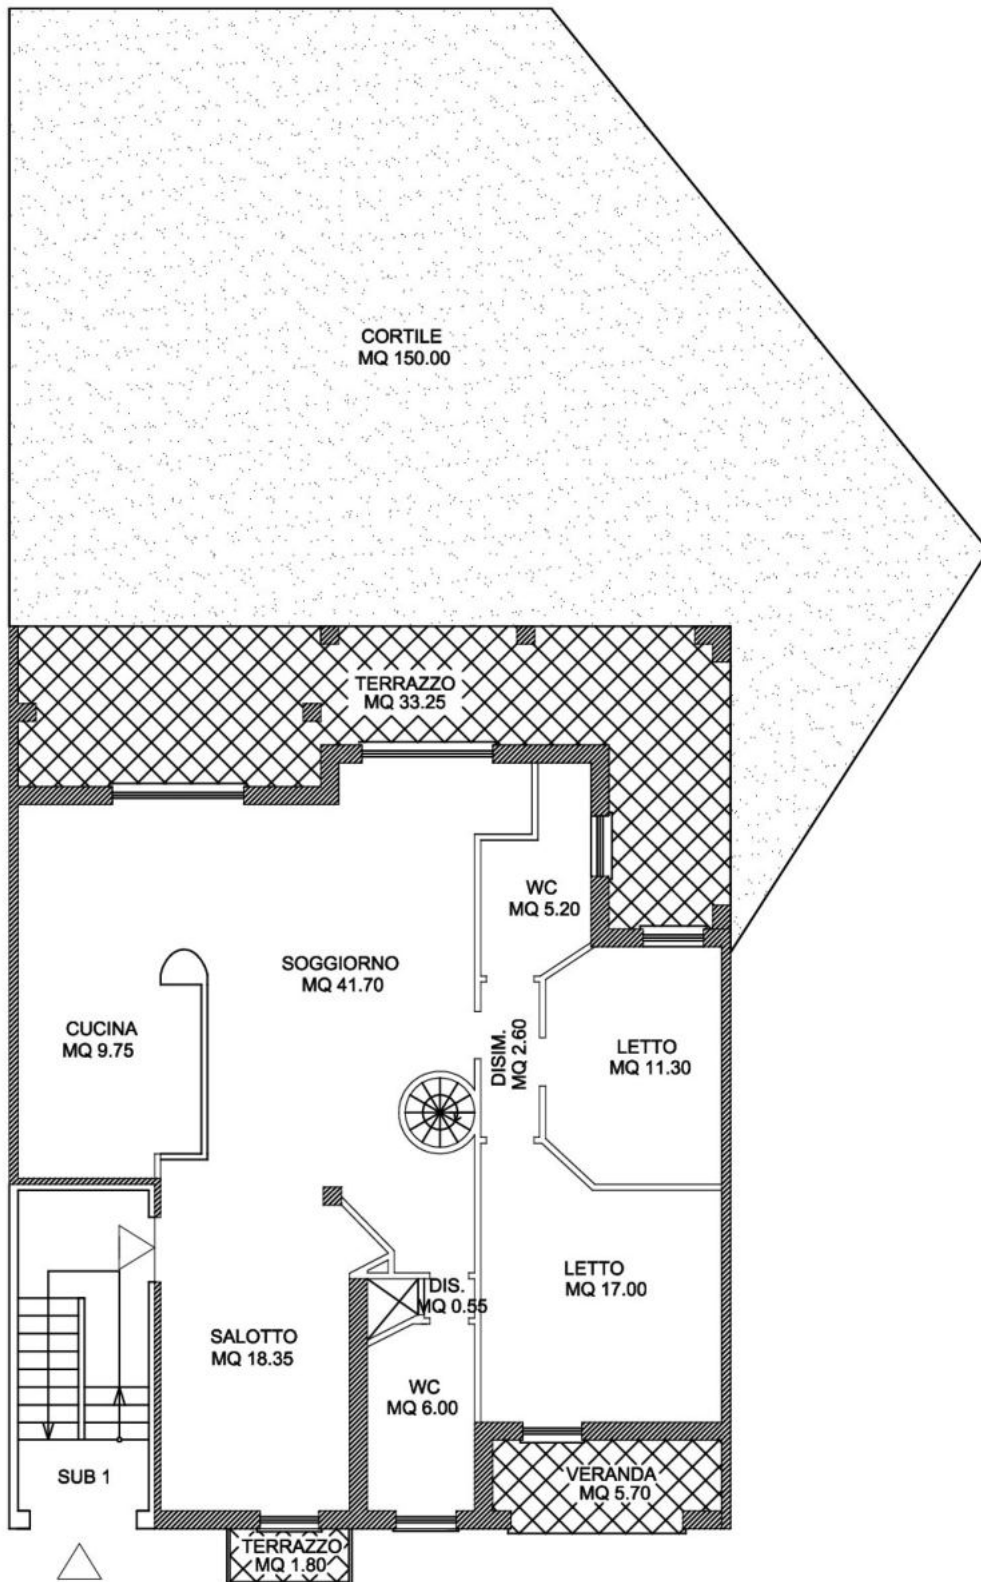 CORTILE
MQ 150.00
TERRAZZO
MQ 33.25
WC
MQ 5.20
SOGGIORNO
MQ 41.70
CUCINA
MQ 9.75
DISIM.
MQ 2.60
LETTO
MQ 11.30
LETTO
MQ 17.00
DIS.
MQ 0.55
SALOTTO
MQ 18.35
WC
MQ 6.00
SUB 1
VERANDA
MQ 5.70
TERRAZZO
MQ 1.80